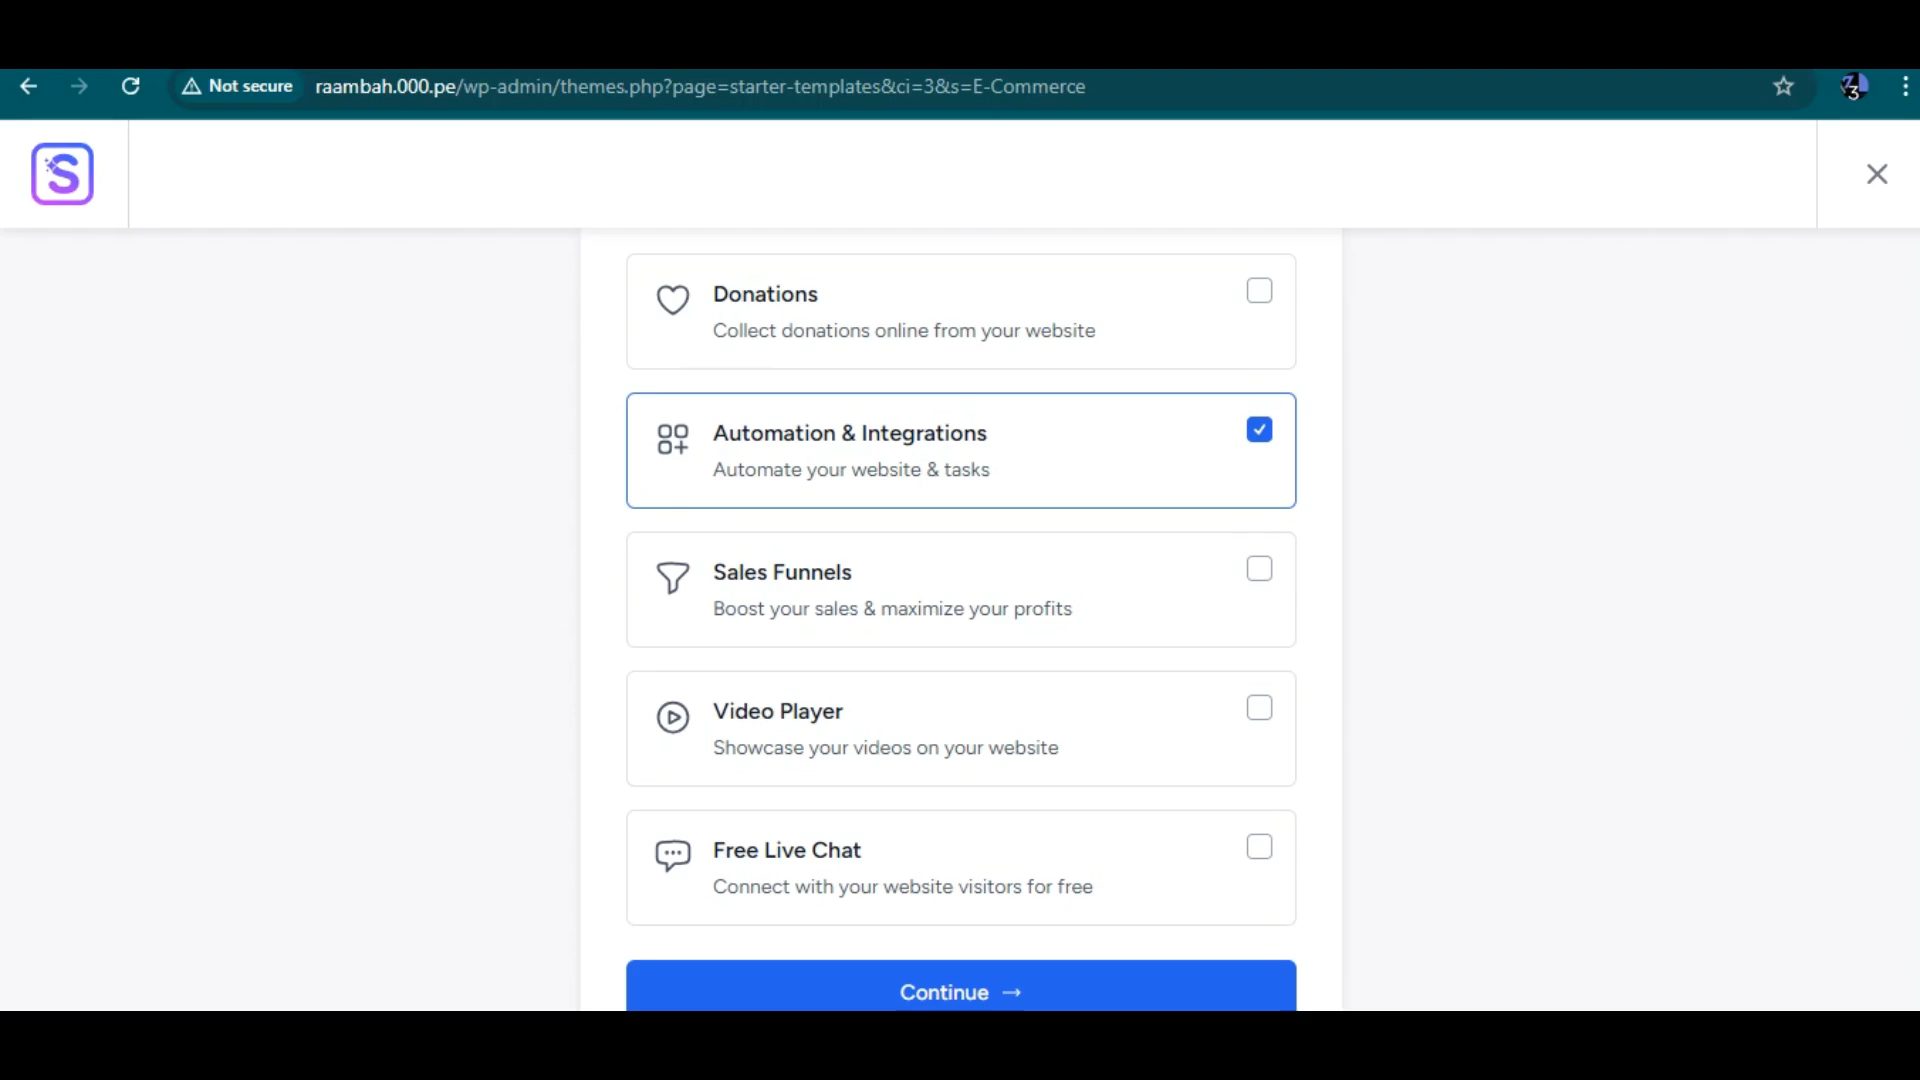 Not secure raambah.000.pe/wp-admin/themes.php?page=starter-templates&ci=3&s=E-Commerce
3
S
Donations
Collect donations online from your website
Automation & Integrations
Automate your website & tasks
Sales Funnels
Boost your sales & maximize your profits
Video Player
Showcase your videos on your website
Free Live Chat
Connect with your website visitors for free
Continue →